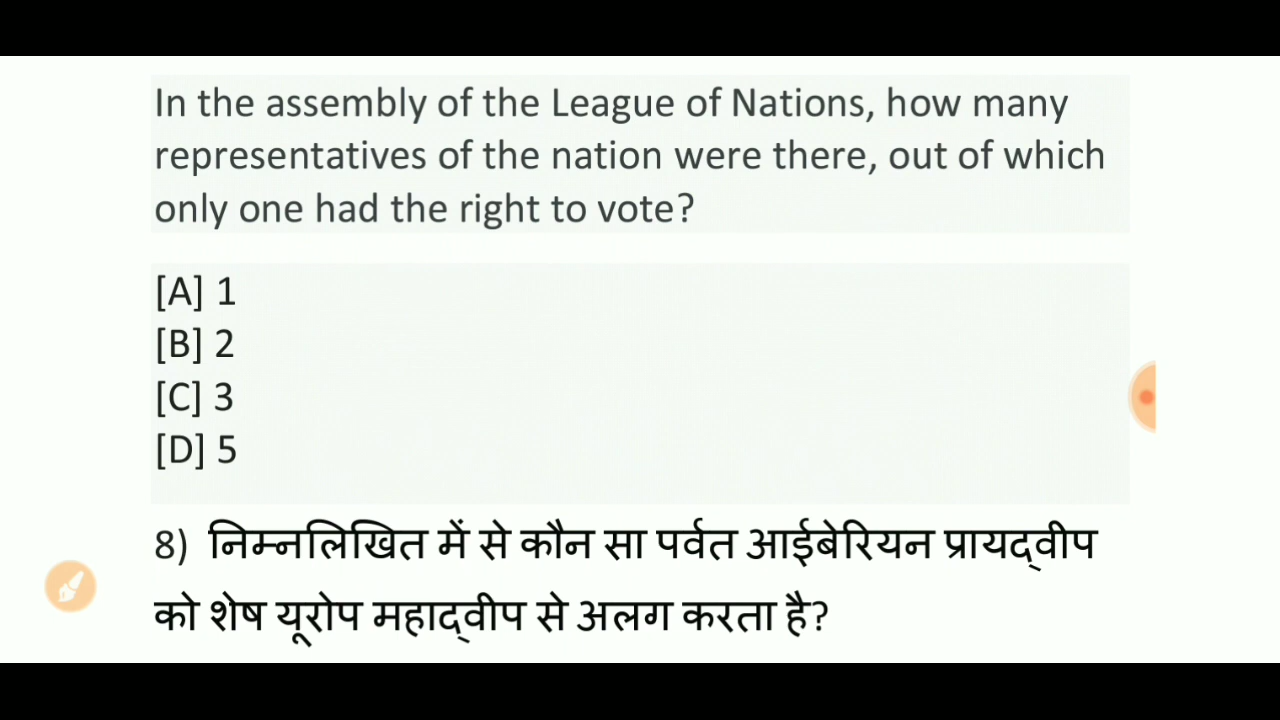 In the assembly of the League of Nations, how many
representatives of the nation were there, out of which
only one had the right to vote?
[A] 1
[B] 2
[C] 3
[D] 5
8) निम्नलिखित में से कौन सा पर्वत आईबेरियन प्रायद्वीप
को शेष यूरोप महाद्वीप से अलग करता है?